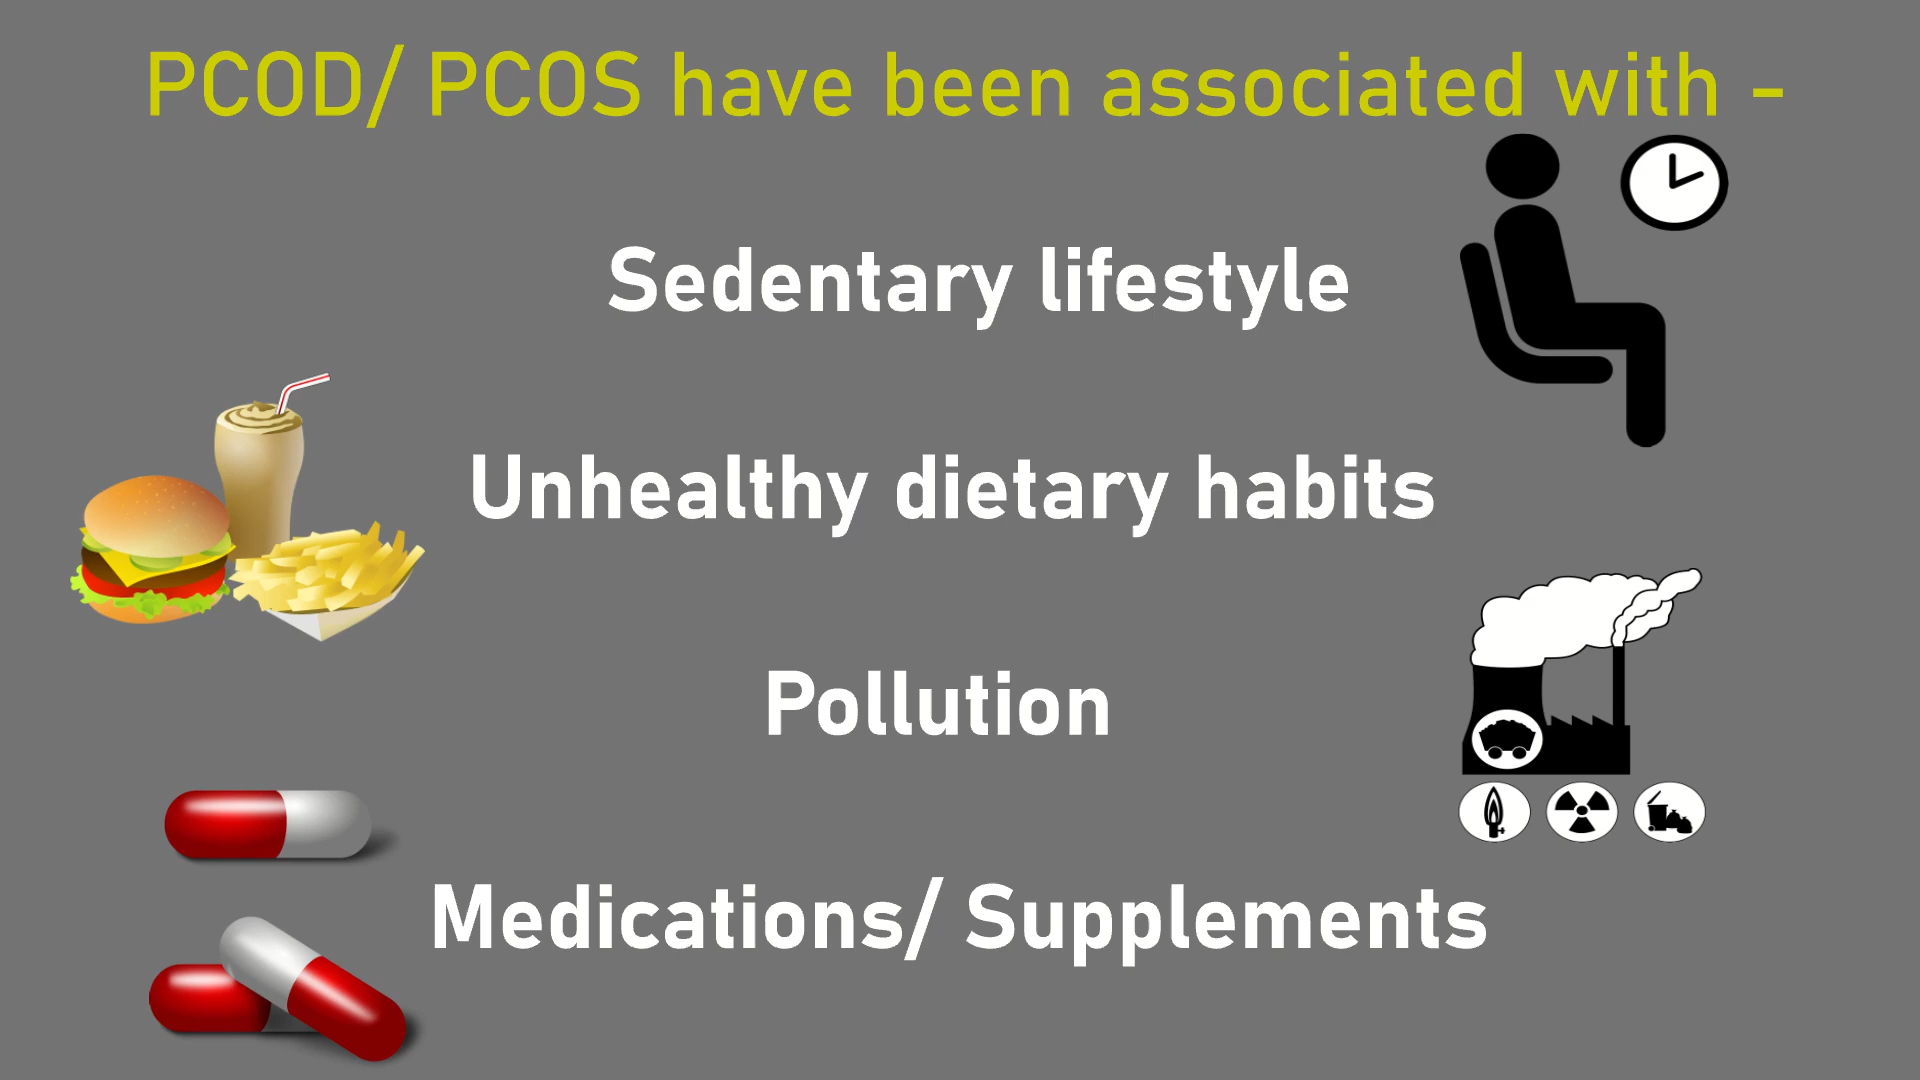 PCOD/ PCOS have been associated with -
Sedentary lifestyle
Unhealthy dietary habits
Pollution
Medications/ Supplements